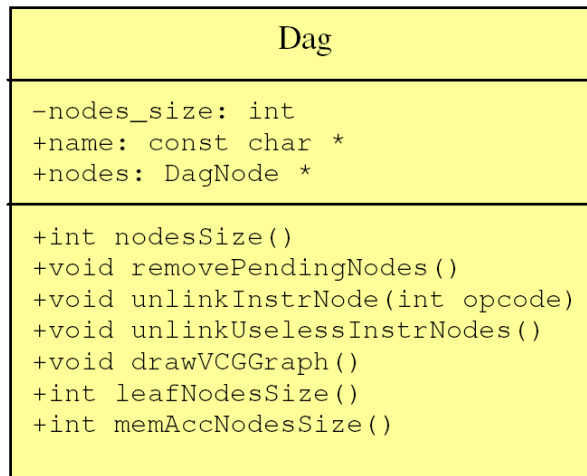 Dag
-nodes_size: int
+name: const char *
+nodes: DagNode *
+int nodesSize()
+void removePendingNodes()
+void unlinkInstrNode(int opcode)
+void unlinkUselessInstrNodes()
+void drawVCGGraph()
+int leafNodesSize()
+int memAccNodesSize()